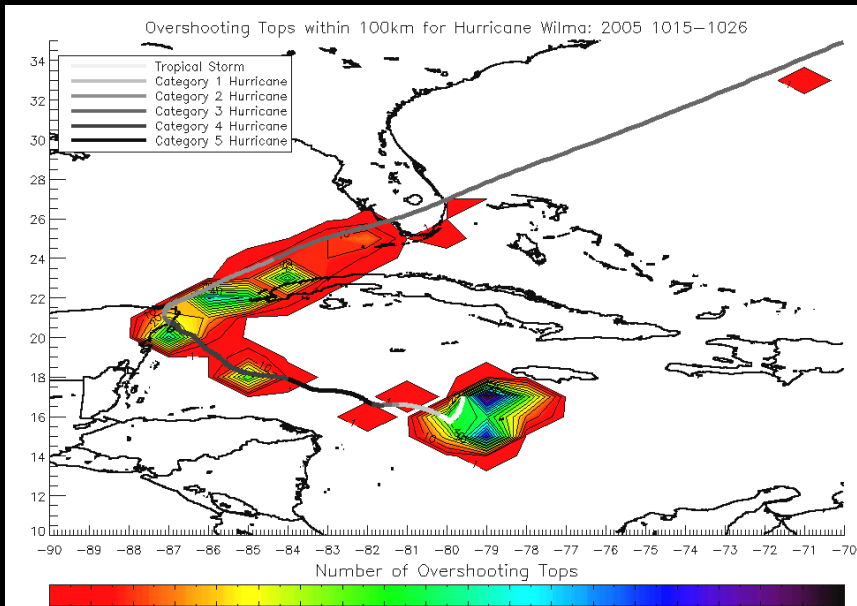 Overshooting Tops within 100km for Hurricane Wilma: 2005 1015-1026
Tropical Storm
Category 1 Hurricane
Category 2 Hurricane
Category 3 Hurricane
Category 4 Hurricane
Category 5 Hurricane
34
32
30
28
26
24
22
20
18
16
14
12
10
-90 -89 -88 -87 -86 -85 -84 -83 -82 -81 -80 -79 -78 -77 -76 -75 -74 -73 -72 -71 -70
Number of Overshooting Tops